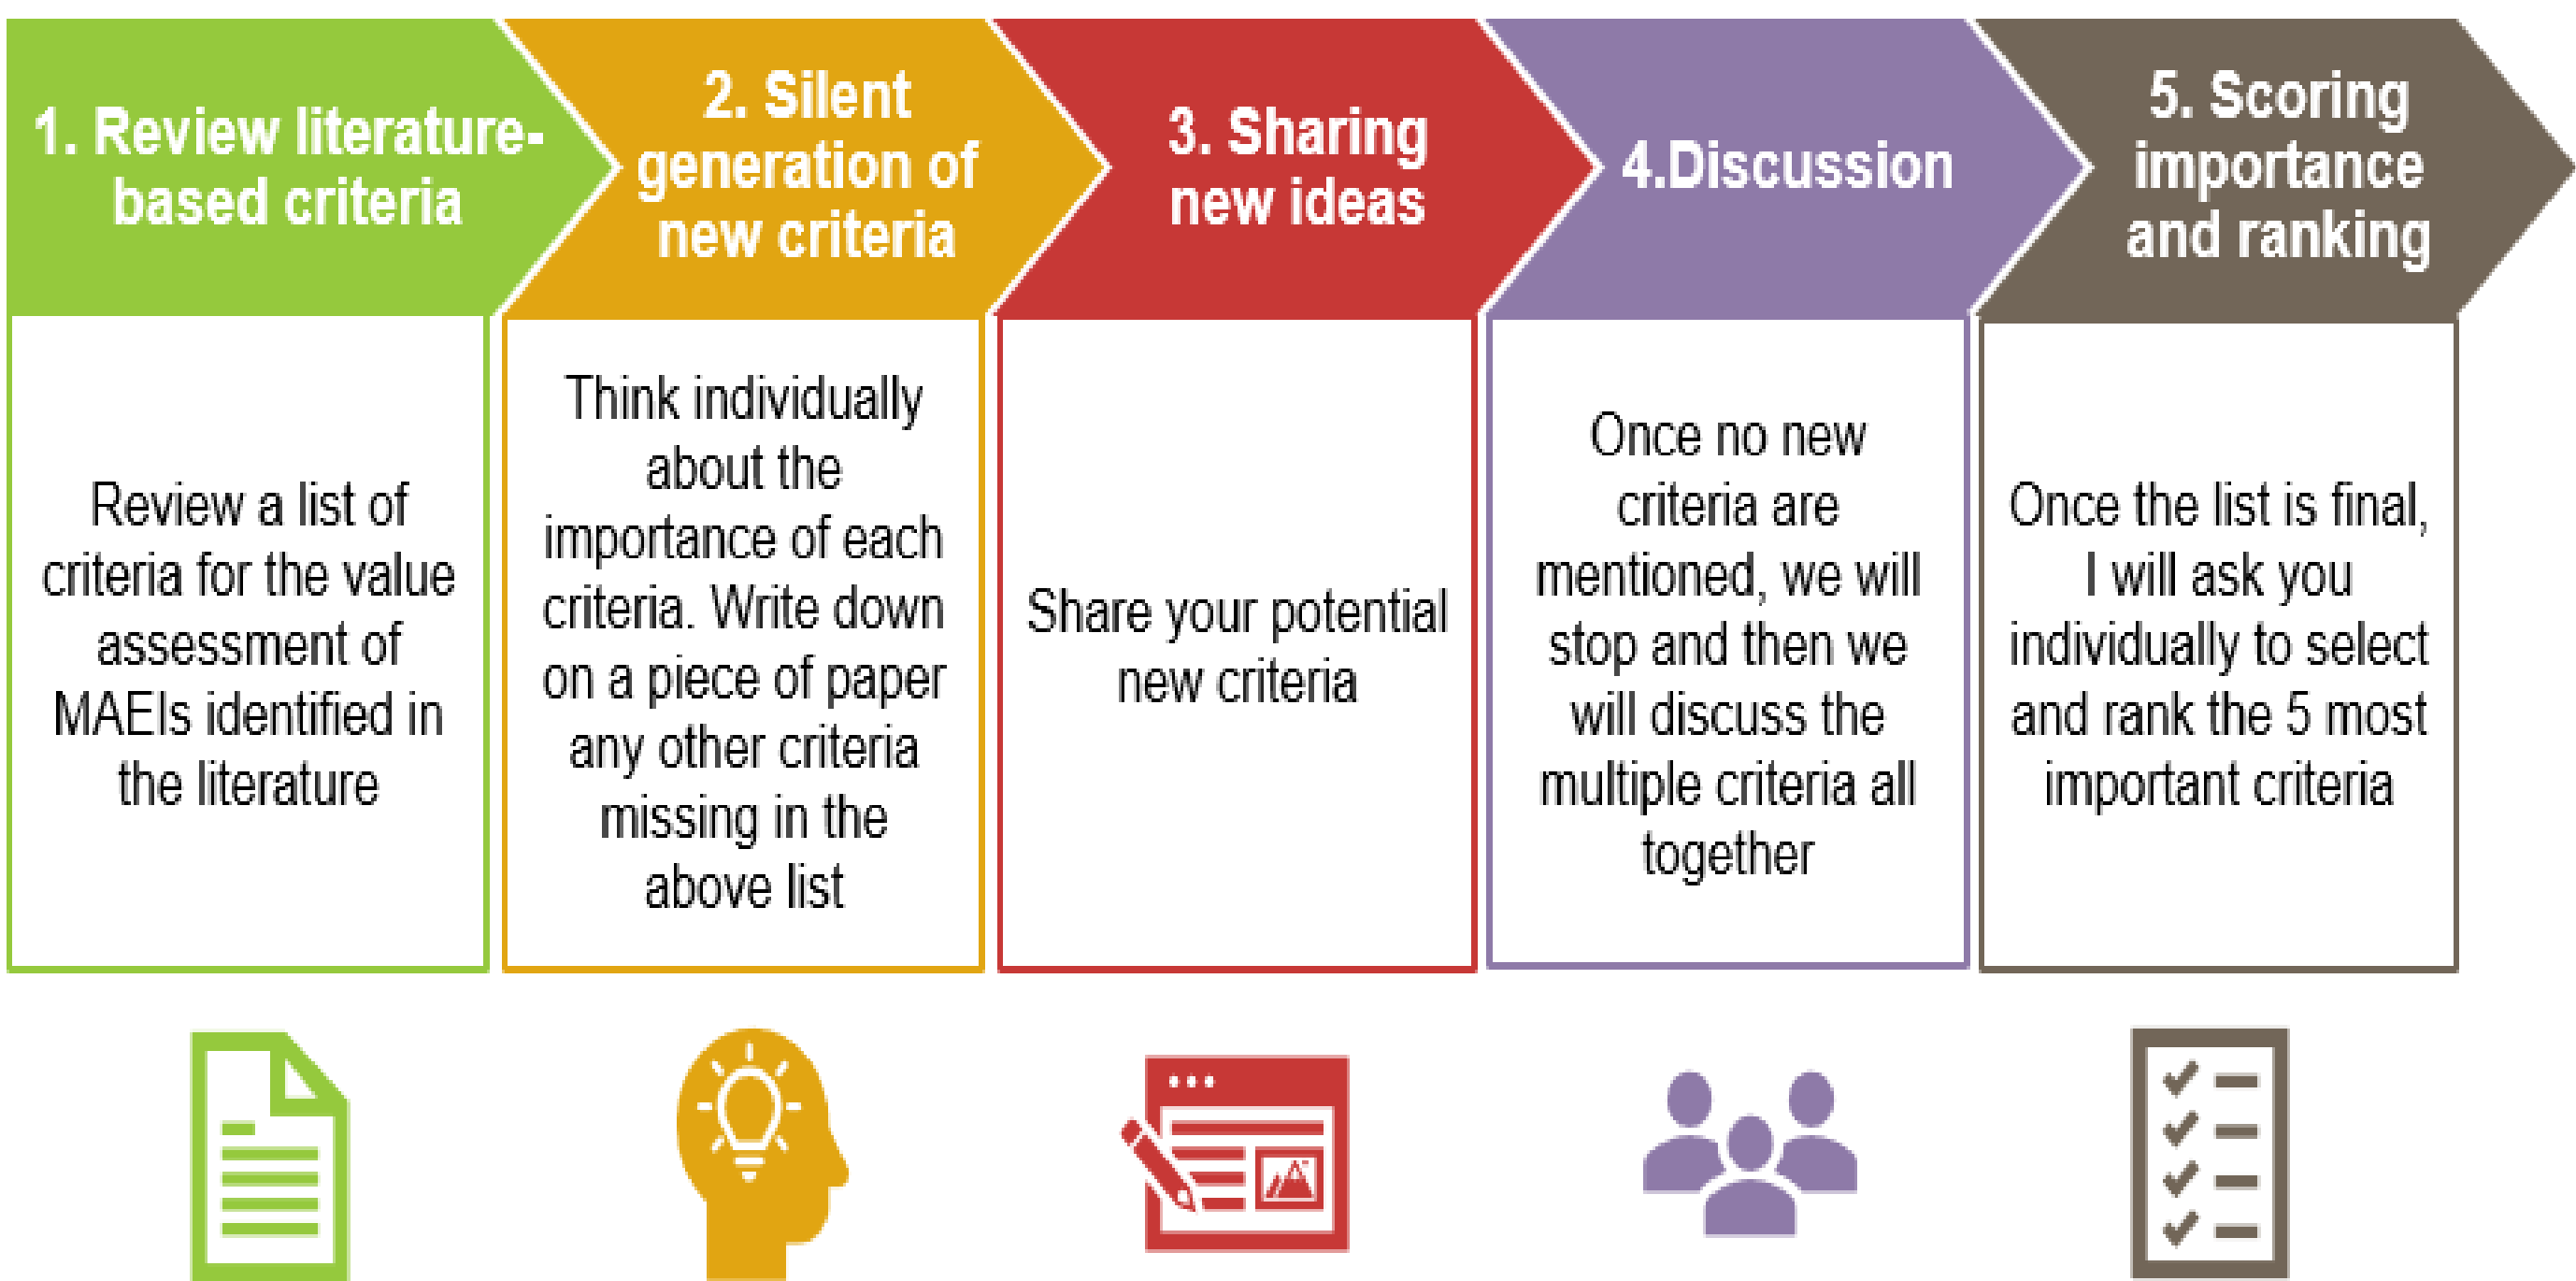 1. Review literature-
based criteria
2. Silent
generation of
new criteria
3. Sharing
new ideas
4.Discussion
5. Scoring
importance
and ranking
Review a list of
criteria for the value
assessment of
MAEIs identified in
the literature
Think individually
about the
importance of each
criteria. Write down
on a piece of paper
any other criteria
missing in the
above list
Share your potential
new criteria
Once no new
criteria are
mentioned, we will
stop and then we
will discuss the
multiple criteria all
together
Once the list is final,
I will ask you
individually to select
and rank the 5 most
important criteria